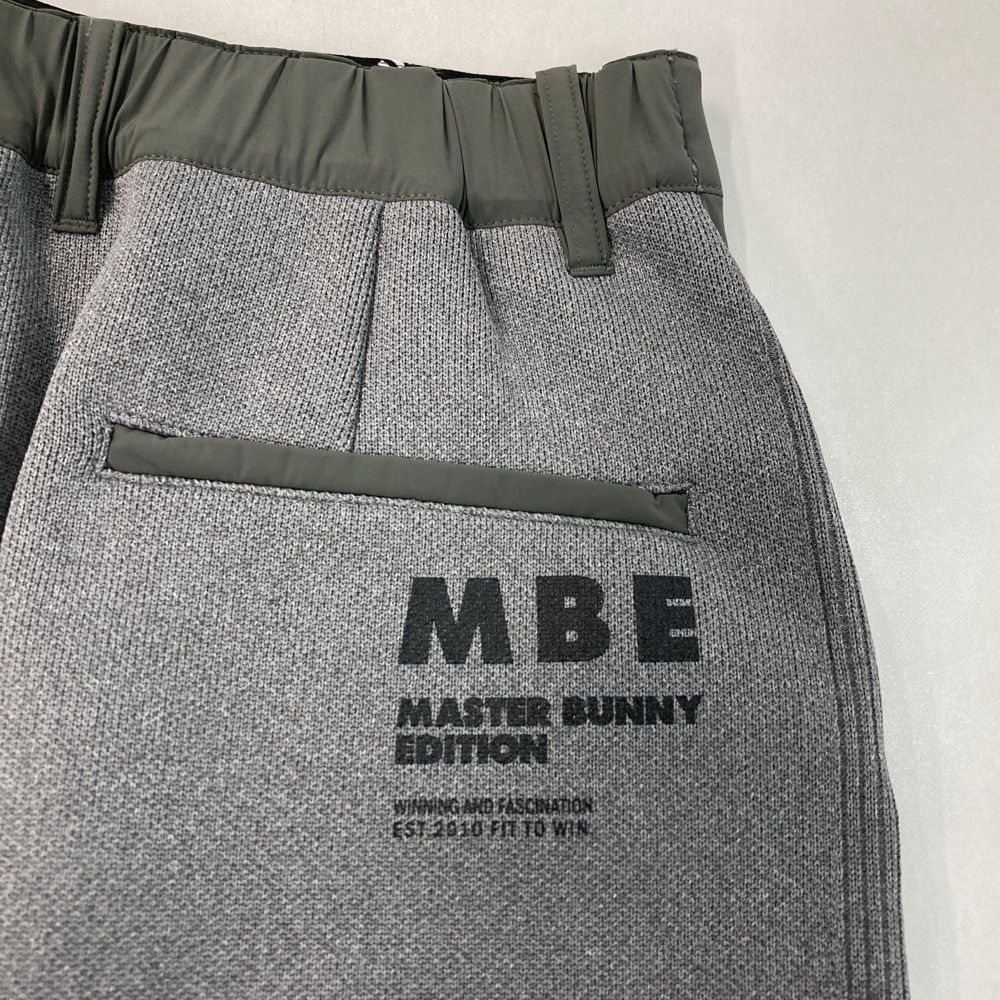 MBE
MASTER BUNNY
EDITION
WINNING AND FASCINATION
EST.2010 FIT TO WIN.